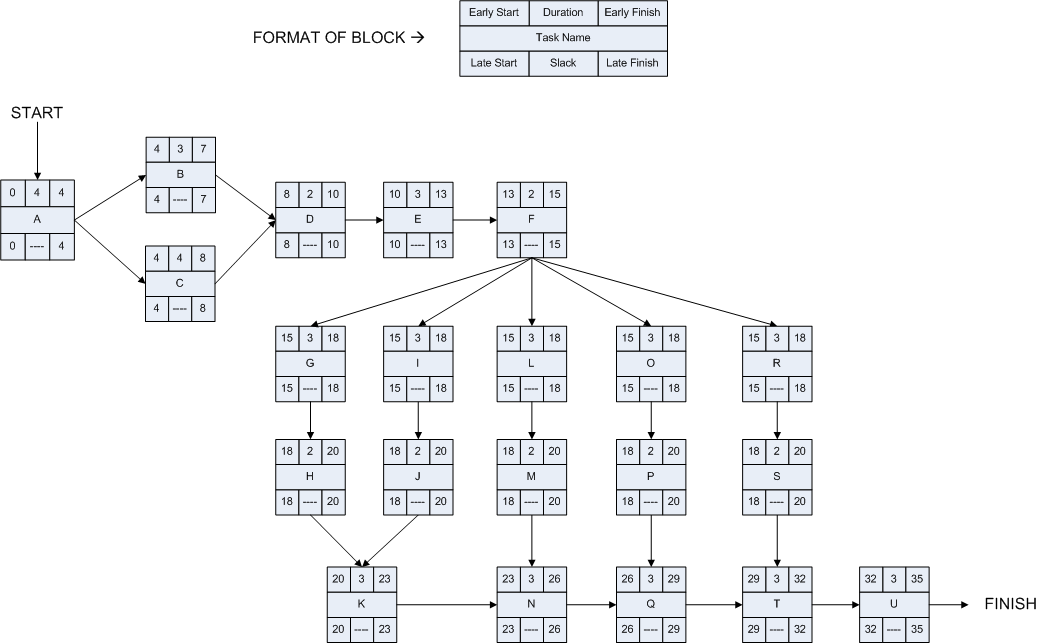 Early Start Duration Early Finish
FORMAT OF BLOCK → Task Name
Late Start Slack Late Finish
START
4 3 7
B
4 ---- 7
0 4 4
A
0 ---- 4
4 4 8
C
4 ---- 8
8 2 10
D
8 ---- 10
10 3 13
E
10 ---- 13
13 2 15
F
13 ---- 15
15 3 18
G
15 ---- 18
15 3 18
I
15 ---- 18
15 3 18
L
15 ---- 18
15 3 18
O
15 ---- 18
15 3 18
R
15 ---- 18
18 2 20
H
18 ---- 20
18 2 20
J
18 ---- 20
18 2 20
M
18 ---- 20
18 2 20
P
18 ---- 20
18 2 20
S
18 ---- 20
20 3 23
K
20 ---- 23
23 3 26
N
23 ---- 26
26 3 29
Q
26 ---- 29
29 3 32
T
29 ---- 32
32 3 35
U
32 ---- 35
FINISH